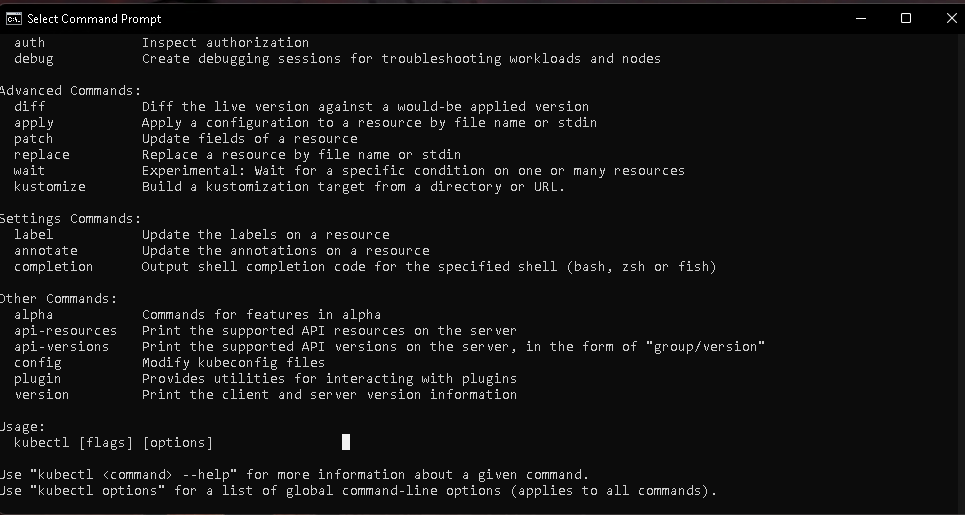 Select Command Prompt
auth Inspect authorization
debug Create debugging sessions for troubleshooting workloads and nodes
Advanced Commands:
diff Diff the live version against a would-be applied version
apply Apply a configuration to a resource by file name or stdin
patch Update fields of a resource
replace Replace a resource by file name or stdin
wait Experimental: Wait for a specific condition on one or many resources
kustomize Build a kustomization target from a directory or URL.
Settings Commands:
label Update the labels on a resource
annotate Update the annotations on a resource
completion Output shell completion code for the specified shell (bash, zsh or fish)
Other Commands:
alpha Commands for features in alpha
api-resources Print the supported API resources on the server
api-versions Print the supported API versions on the server, in the form of "group/version"
config Modify kubeconfig files
plugin Provides utilities for interacting with plugins
version Print the client and server version information
Usage:
kubectl [flags] [options]
Use "kubectl <command> --help" for more information about a given command.
Use "kubectl options" for a list of global command-line options (applies to all commands).